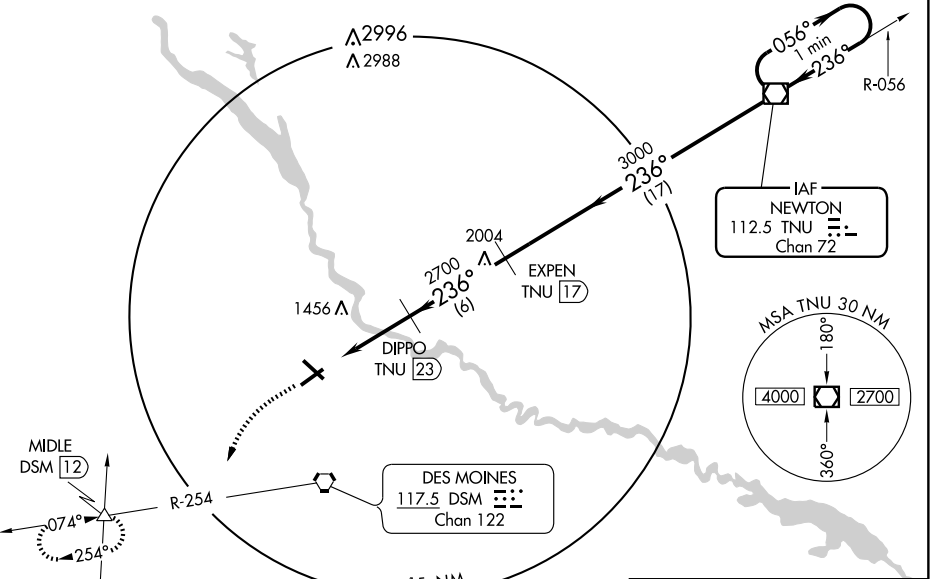 2996
2988
056°
1 min
236°
R-056
3000
236°
(17)
IAF
NEWTON
112.5 TNU
Chan 72
2004
EXPEN
TNU 17
2700
236°
(6)
1456
DIPPO
TNU 23
MSA TNU 30 NM
180°
4000
2700
360°
MIDLE
DSM 12
R-254
074°
254°
DES MOINES
117.5 DSM
Chan 122
15 NM